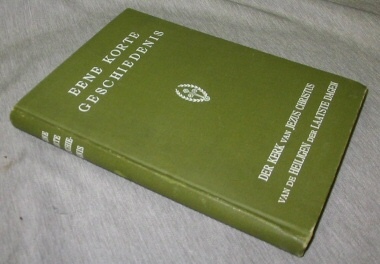 EENE KORTE
GESCHIEDENIS
DER KERK VAN JEZUS CHRISTUS
VAN DE HEILIGEN DER LAATSTE DAGEN